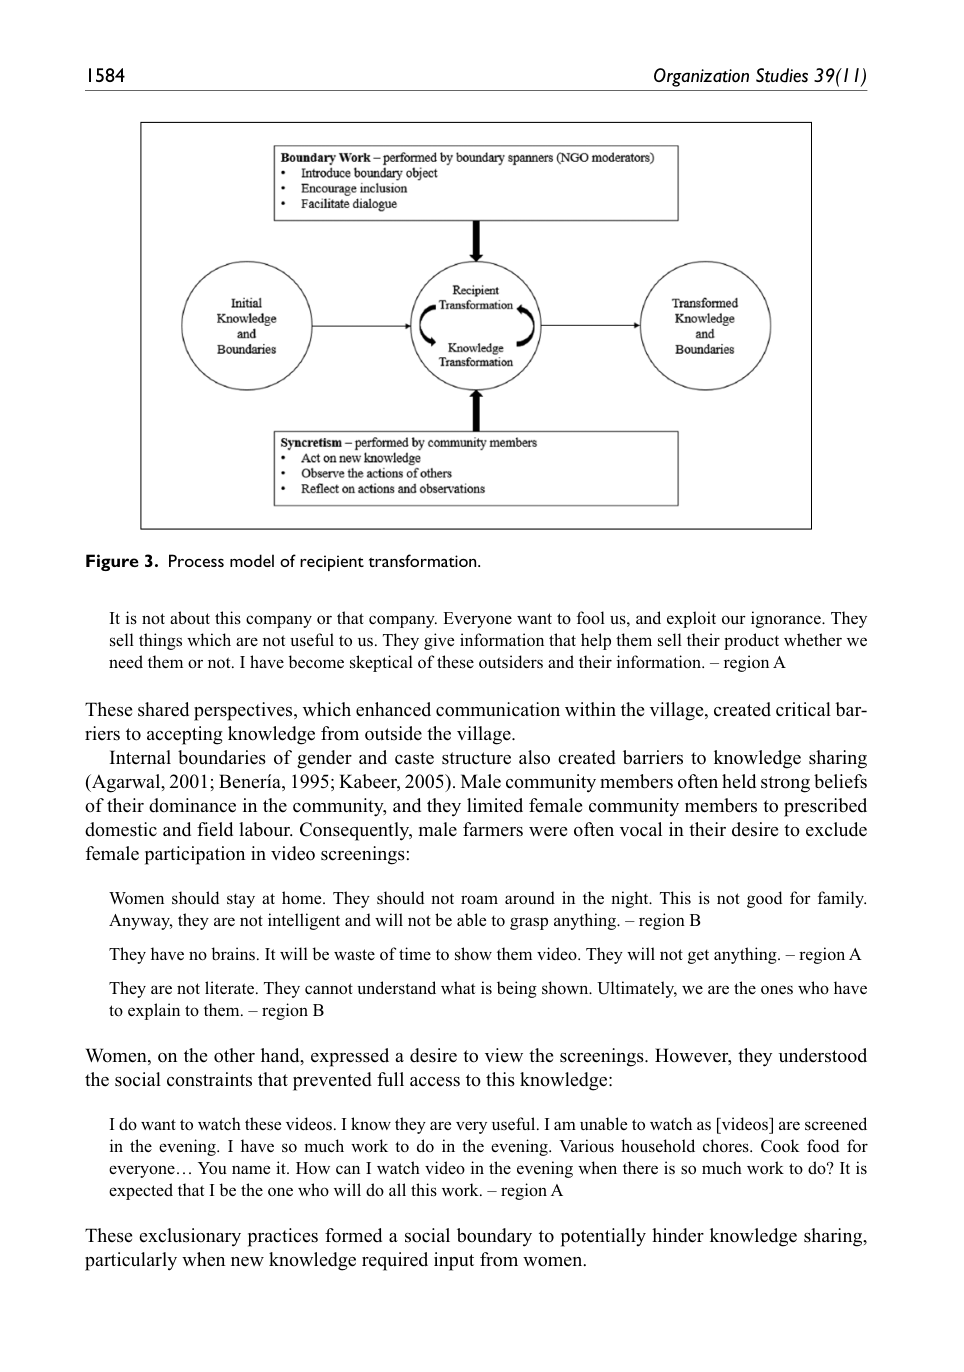 1584
Organization Studies 39(11)
Boundary Work – performed by boundary spanners (NGO moderators)
• Introduce boundary object
• Encourage inclusion
• Facilitate dialogue
Initial
Knowledge
and
Boundaries
Recipient
Transformation
Knowledge
Transformation
Transformed
Knowledge
and
Boundaries
Syncretism – performed by community members
• Act on new knowledge
• Observe the actions of others
• Reflect on actions and observations
Figure 3. Process model of recipient transformation.
It is not about this company or that company. Everyone want to fool us, and exploit our ignorance. They
sell things which are not useful to us. They give information that help them sell their product whether we
need them or not. I have become skeptical of these outsiders and their information. – region A
These shared perspectives, which enhanced communication within the village, created critical bar-
riers to accepting knowledge from outside the village.
Internal boundaries of gender and caste structure also created barriers to knowledge sharing
(Agarwal, 2001; Benería, 1995; Kabeer, 2005). Male community members often held strong beliefs
of their dominance in the community, and they limited female community members to prescribed
domestic and field labour. Consequently, male farmers were often vocal in their desire to exclude
female participation in video screenings:
Women should stay at home. They should not roam around in the night. This is not good for family.
Anyway, they are not intelligent and will not be able to grasp anything. – region B
They have no brains. It will be waste of time to show them video. They will not get anything. – region A
They are not literate. They cannot understand what is being shown. Ultimately, we are the ones who have
to explain to them. – region B
Women, on the other hand, expressed a desire to view the screenings. However, they understood
the social constraints that prevented full access to this knowledge:
I do want to watch these videos. I know they are very useful. I am unable to watch as [videos] are screened
in the evening. I have so much work to do in the evening. Various household chores. Cook food for
everyone… You name it. How can I watch video in the evening when there is so much work to do? It is
expected that I be the one who will do all this work. – region A
These exclusionary practices formed a social boundary to potentially hinder knowledge sharing,
particularly when new knowledge required input from women.